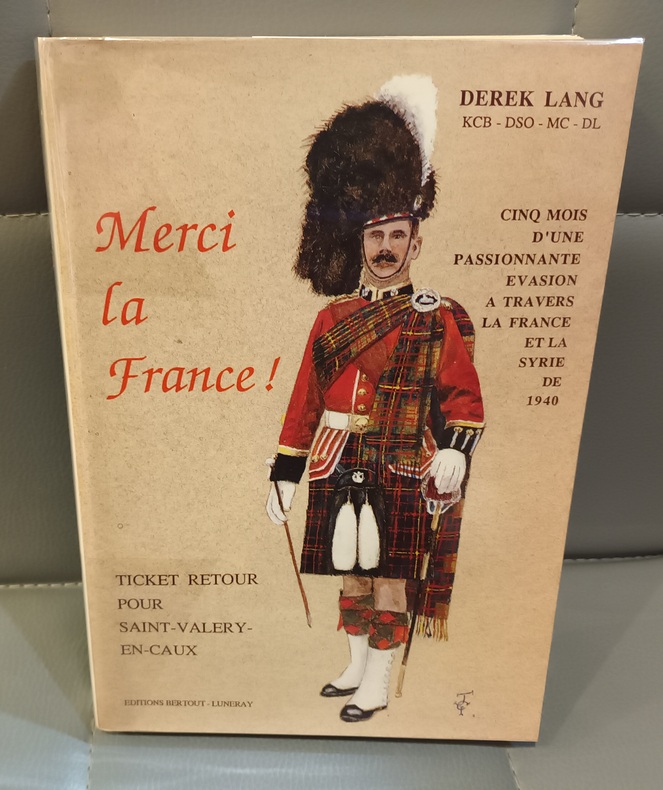 DEREK LANG
KCB - DSO - MC - DL
Merci
la
France !
CINQ MOIS
D'UNE
PASSIONNANTE
EVASION
A TRAVERS
LA FRANCE
ET LA
SYRIE
DE
1940
TICKET RETOUR
POUR
SAINT-VALERY-
EN-CAUX
EDITIONS BERTOUT - LUNERAY